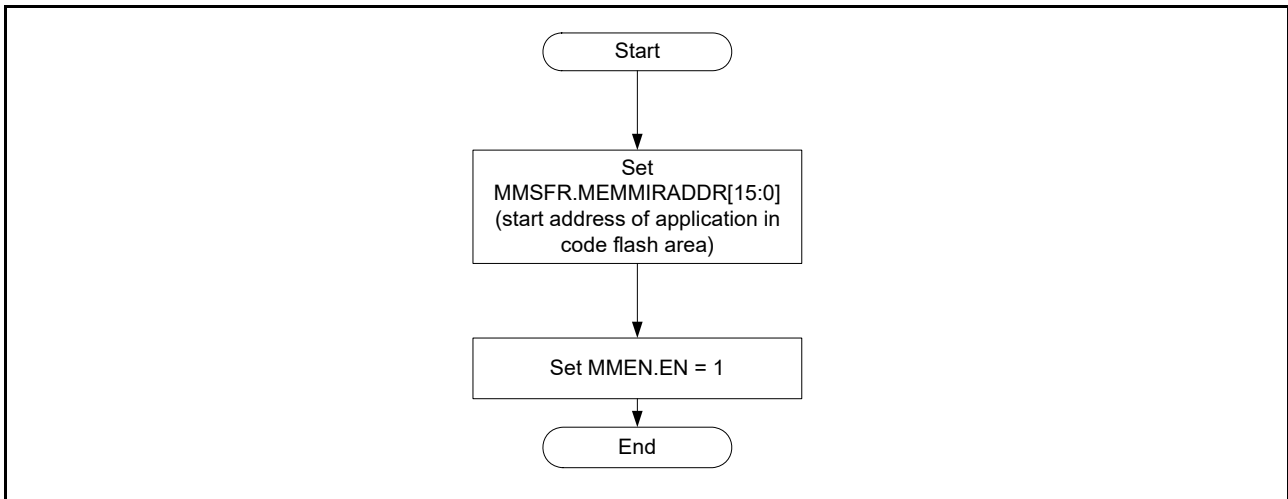 Start
Set
MMSFR.MEMMIRADDR[15:0]
(start address of application in
code flash area)
Set MMEN.EN = 1
End